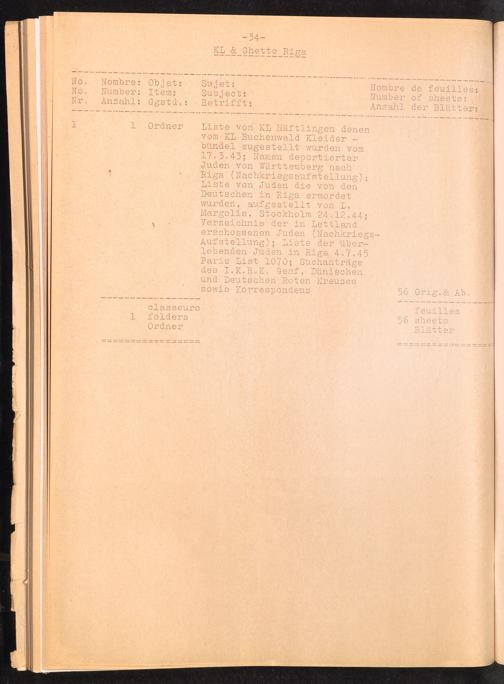 -34-
KL & Ghetto Riga
No. Nombre: Objet: Sujet: Nombre de feuilles:
No. Number: Item: Subject: Number of sheets:
Nr. Anzahl: Ggstd.: Betrifft: Anzahl der Blätter:
1 1 Ordner Liste von KL Häftlingen denen
vom KL Buchenwald Kleider -
bündel zugestellt wurden vom
17.3.43; Namen deportierter
Juden von Württemberg nach
Riga (Nachkriegsaufstellung);
Liste von Juden die von den
Deutschen in Riga ermordet
wurden, aufgestellt von L.
Margolis, Stockholm 24.12.44;
Verzeichnis der in Lettland
erschossenen Juden (Nachkriegs-
Aufstellung); Liste der über-
lebenden Juden in Riga 4.7.45
Paris List 1070; Suchanträge
des I.K.R.K. Genf, Dänischen
und Deutschen Roten Kreuzes
sowie Korrespondenz 56 Orig.& Ab.
classeurs feuilles
1 folders 56 sheets
Ordner Blätter